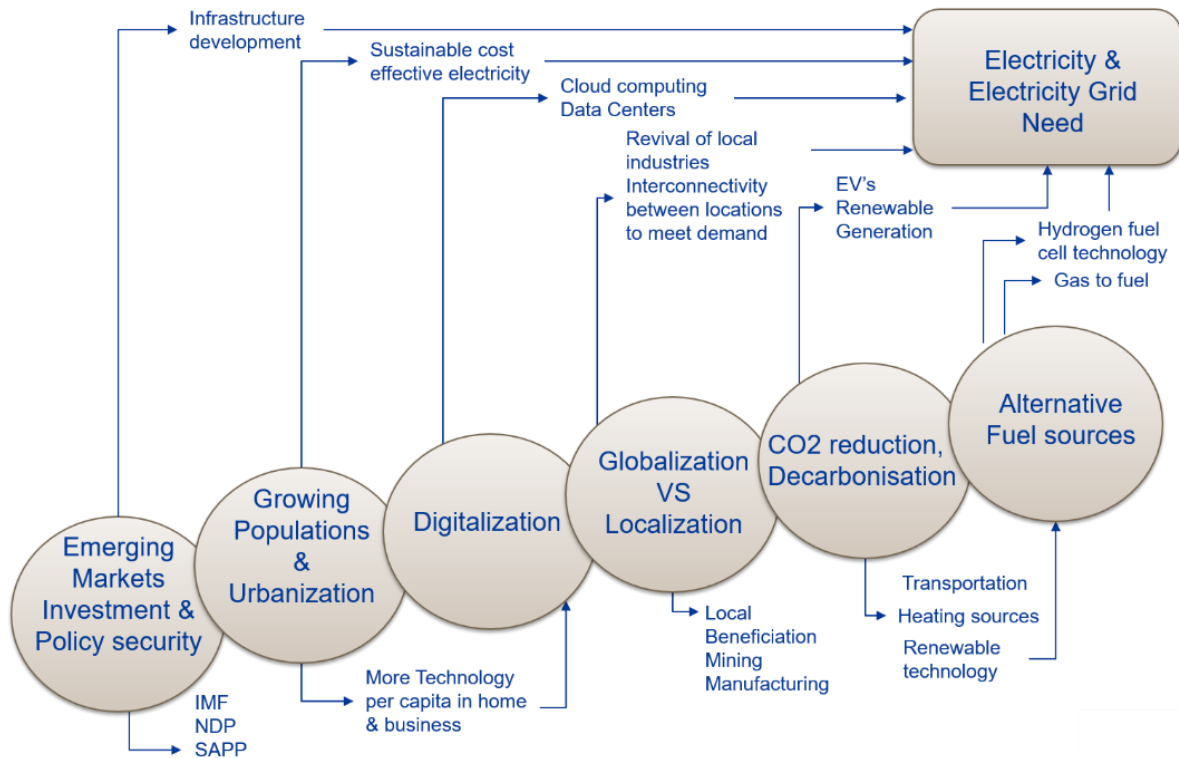 Infrastructure
development
Sustainable cost
effective electricity
Cloud computing
Data Centers
Revival of local
industries
Interconnectivity
between locations
to meet demand
EV's
Renewable
Generation
Electricity &
Electricity Grid
Need
Hydrogen fuel
cell technology
Gas to fuel
Emerging
Markets
Investment &
Policy security
Growing
Populations
&
Urbanization
Digitalization
Globalization
VS
Localization
CO2 reduction,
Decarbonisation
Alternative
Fuel sources
IMF
NDP
SAPP
More Technology
per capita in home
& business
Local
Beneficiation
Mining
Manufacturing
Transportation
Heating sources
Renewable
technology